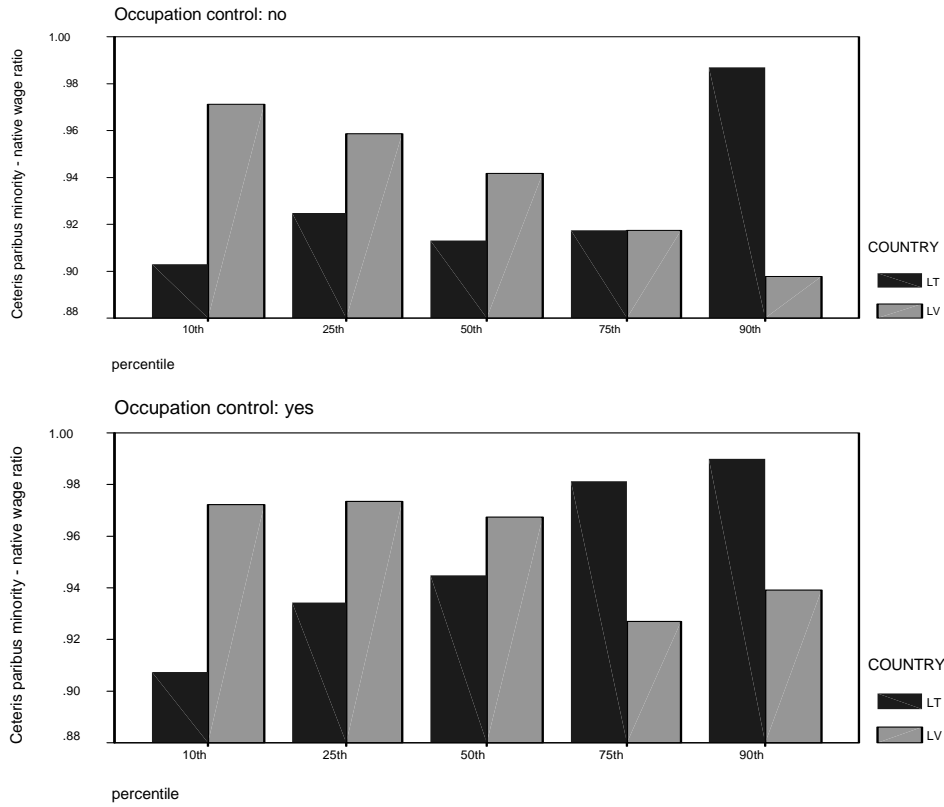 Occupation control: no
Ceteris paribus minority - native wage ratio
1.00
.98
.96
.94
.92
.90
.88
10th 25th 50th 75th 90th
percentile
COUNTRY
LT
LV
Occupation control: yes
Ceteris paribus minority - native wage ratio
1.00
.98
.96
.94
.92
.90
.88
10th 25th 50th 75th 90th
percentile
COUNTRY
LT
LV